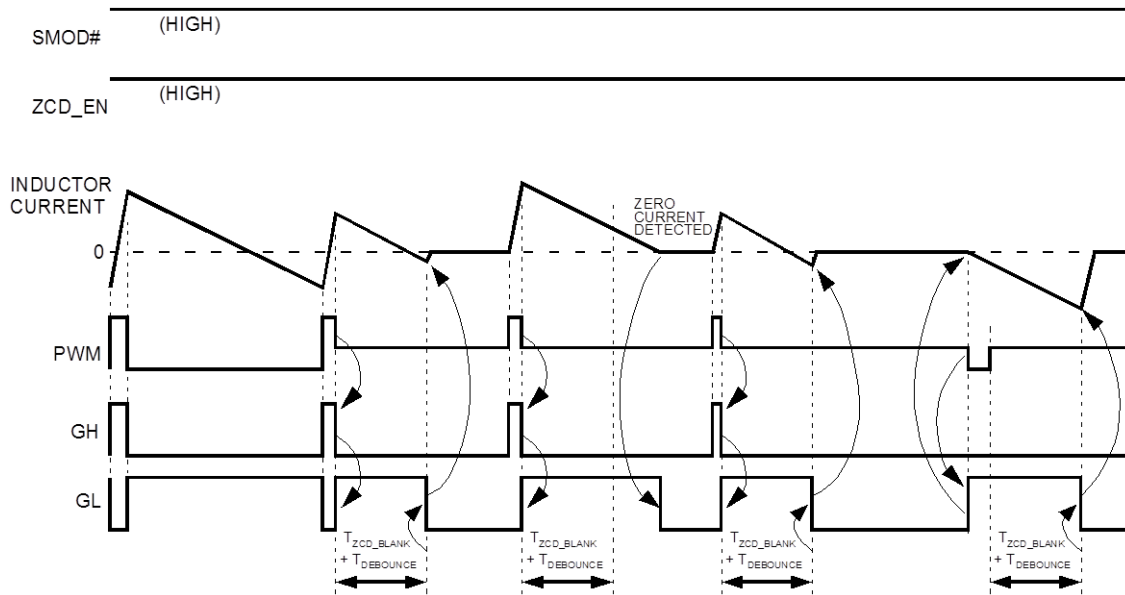 SMOD#
(HIGH)
ZCD_EN
(HIGH)
INDUCTOR
CURRENT
0
ZERO
CURRENT
DETECTED
PWM
GH
GL
TZCD_BLANK
+ TDEBOUNCE
TZCD_BLANK
+ TDEBOUNCE
TZCD_BLANK
+ TDEBOUNCE
TZCD_BLANK
+ TDEBOUNCE